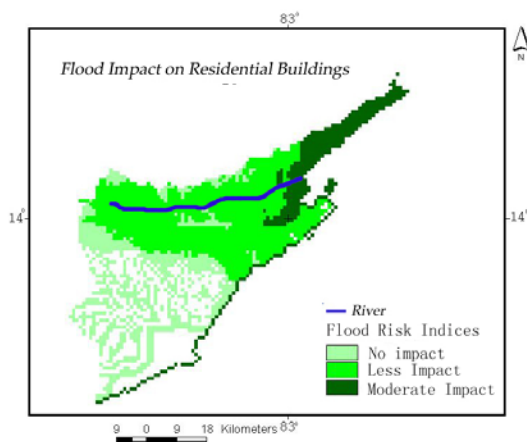 83°
N
Flood Impact on Residential Buildings
14°
14°
River
Flood Risk Indices
No impact
Less Impact
Moderate Impact
9 0 9 18 Kilometers
83°